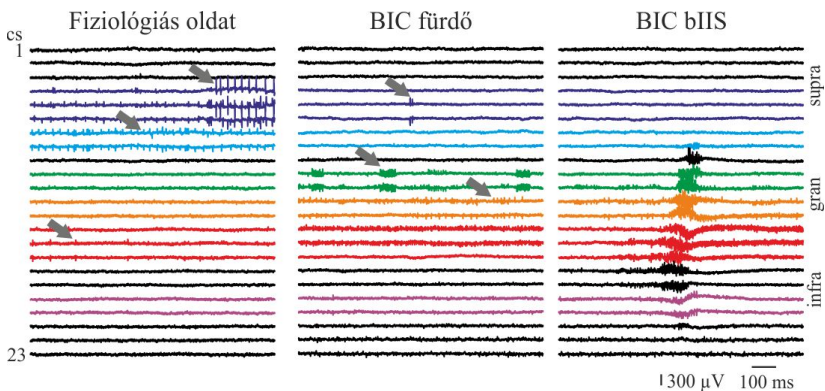 Fiziológiás oldat
BIC fürdő
BIC bIIS
cs
1
23
supra
gran
infra
300 µV
100 ms